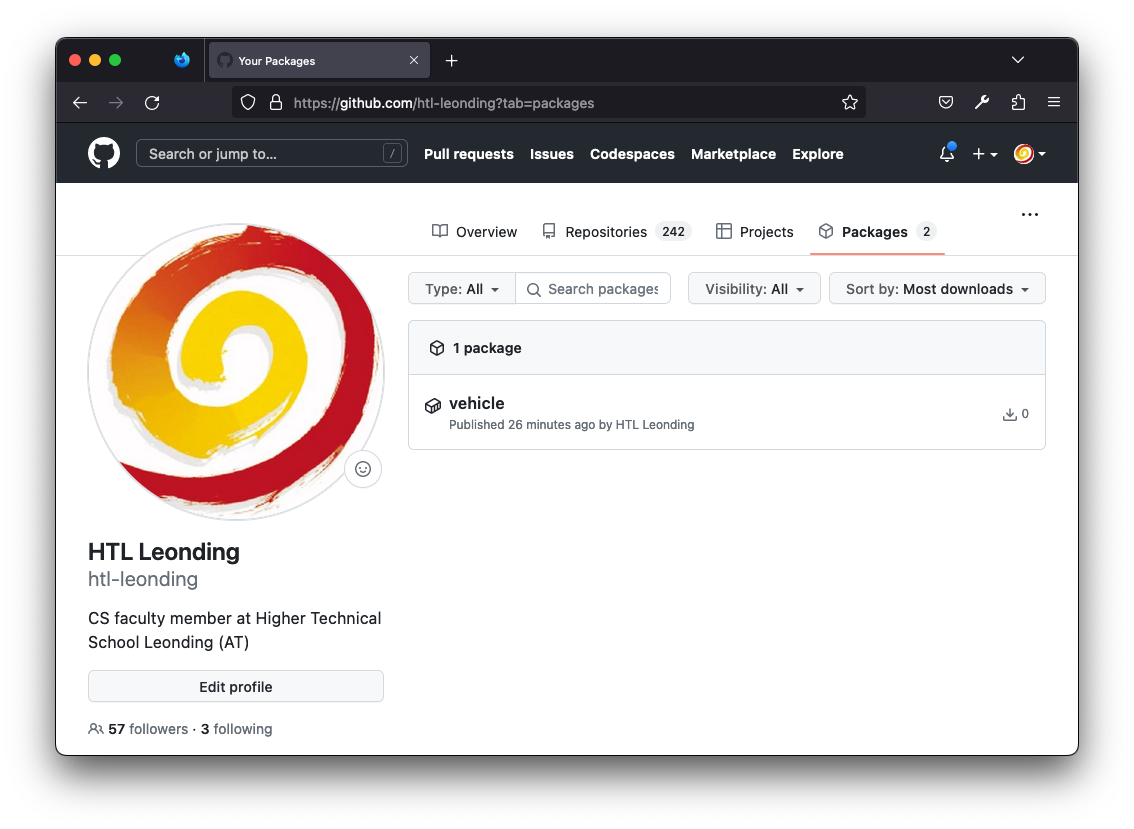 Your Packages
https://github.com/htl-leonding?tab=packages
Search or jump to... / Pull requests Issues Codespaces Marketplace Explore
Overview Repositories 242 Projects Packages 2
Type: All Search packages Visibility: All Sort by: Most downloads
1 package
vehicle
Published 26 minutes ago by HTL Leonding 0
HTL Leonding
htl-leonding
CS faculty member at Higher Technical
School Leonding (AT)
Edit profile
57 followers · 3 following